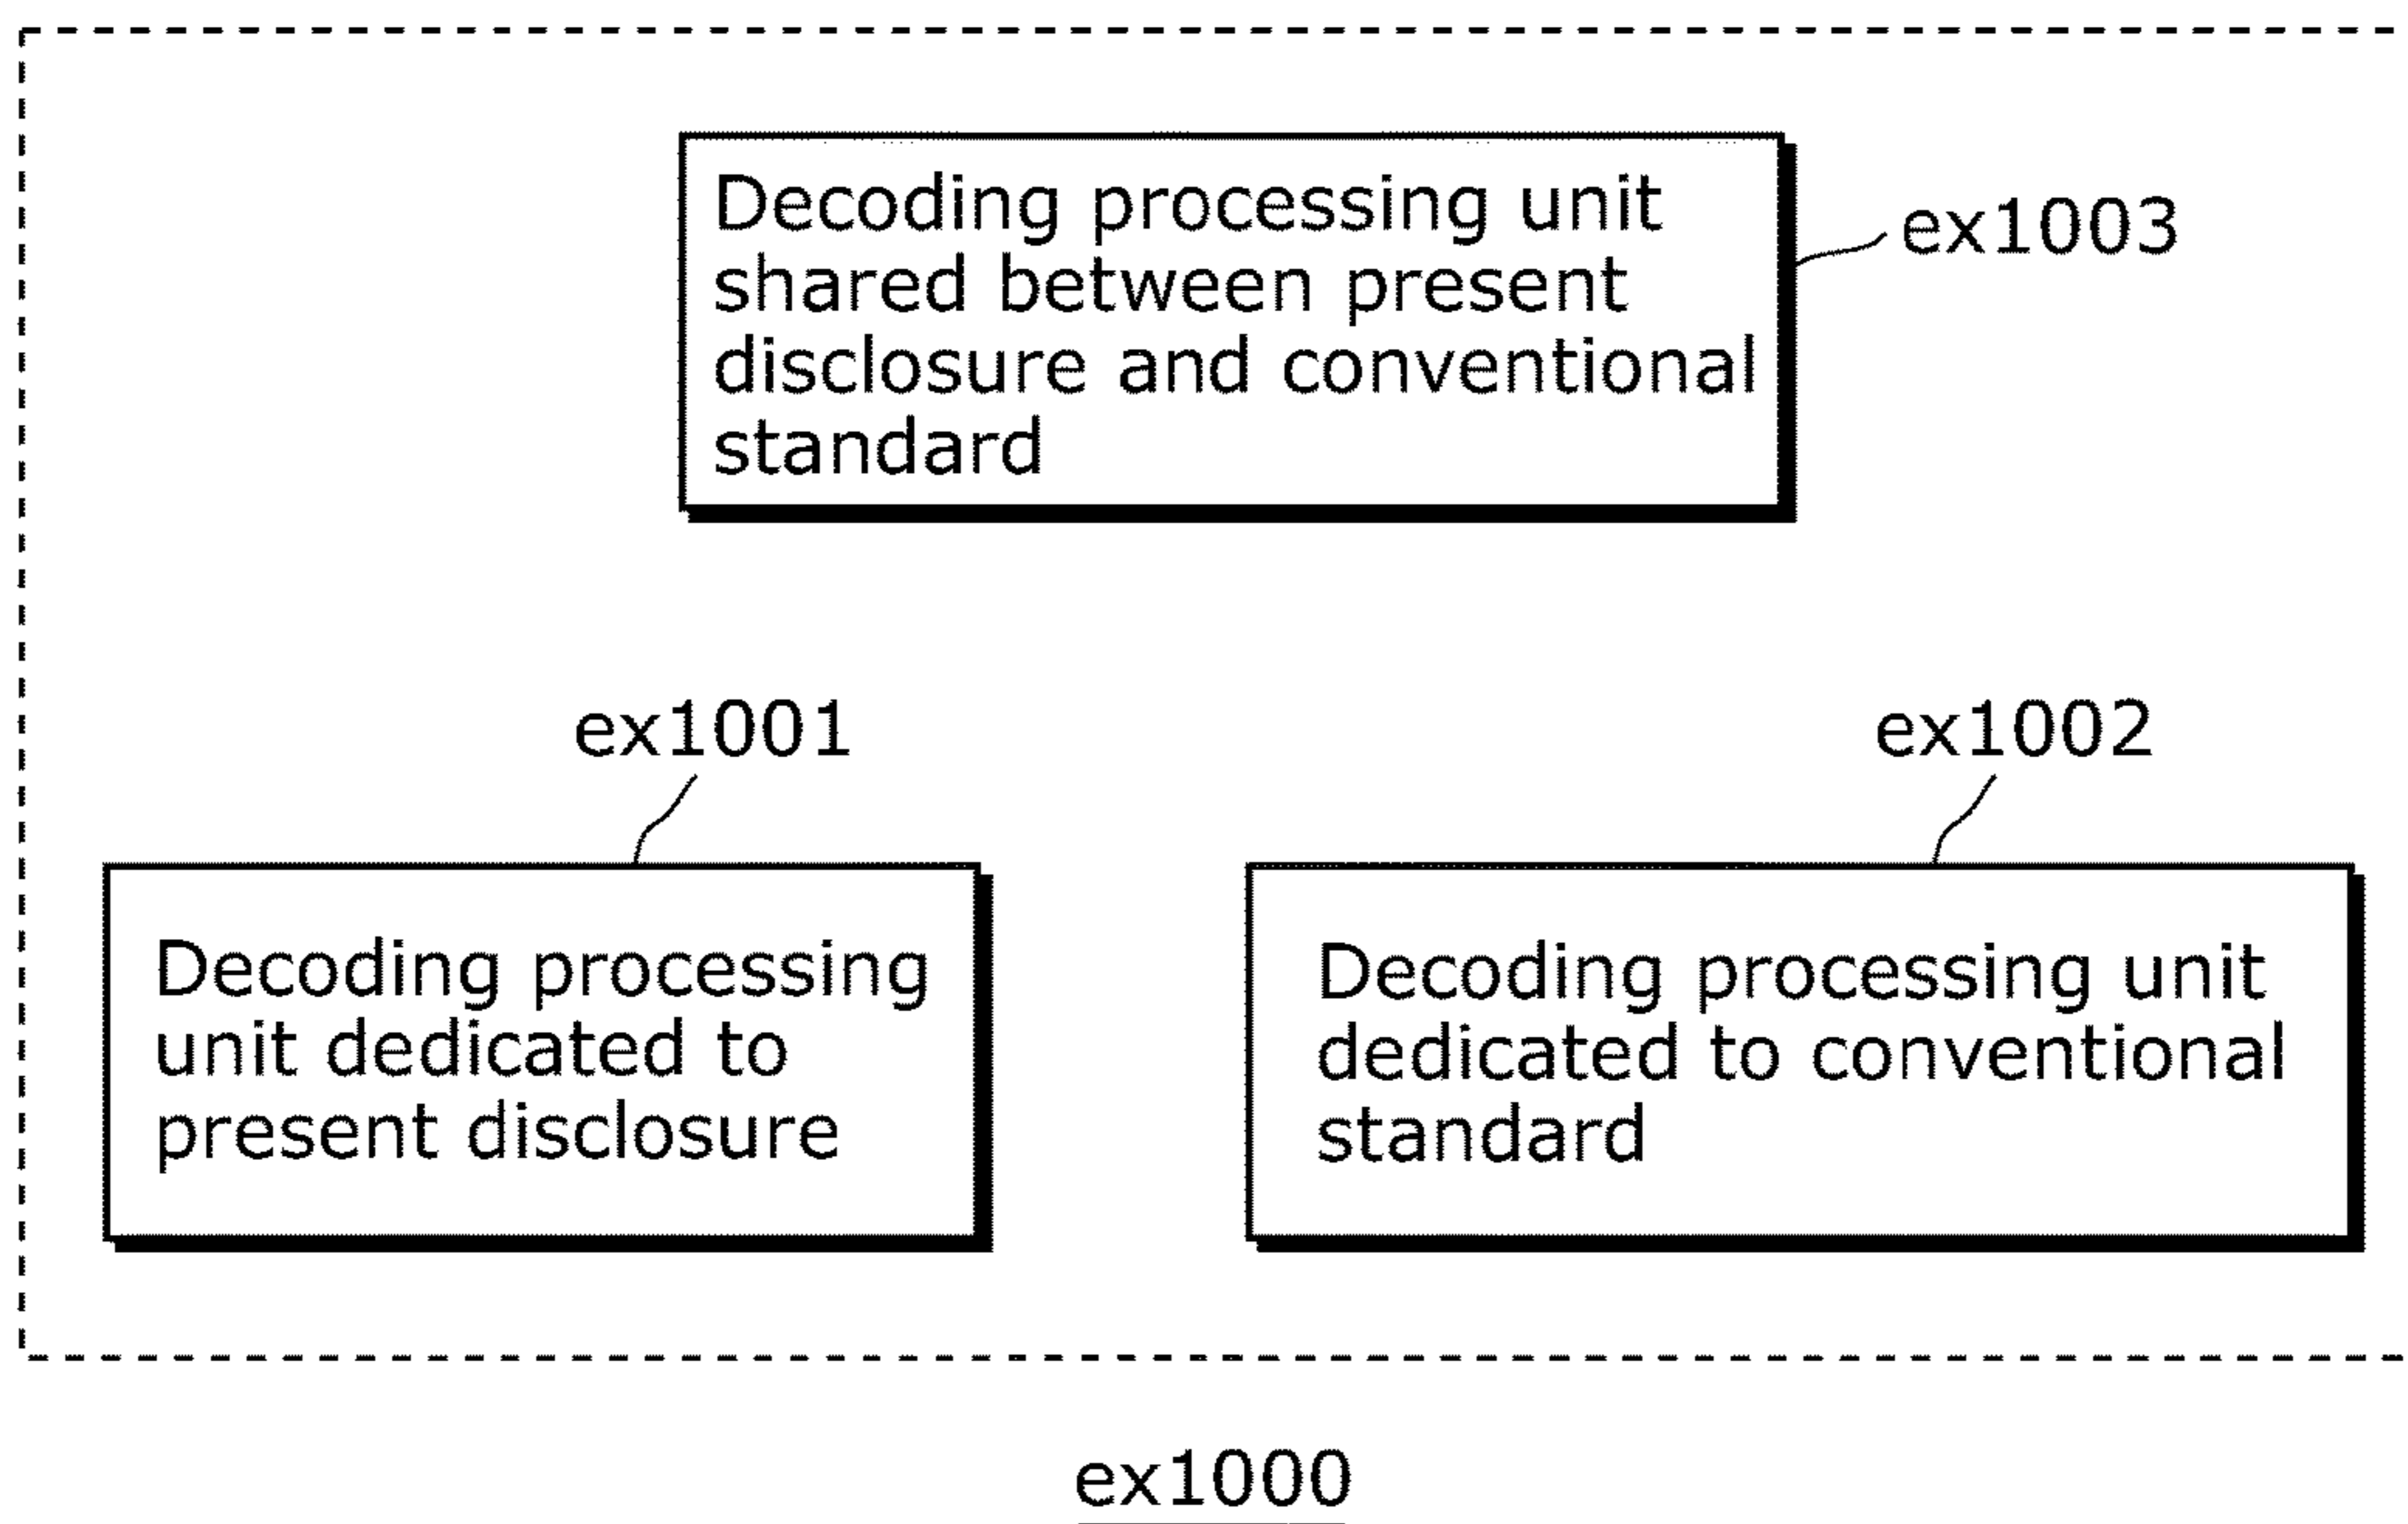 Decoding processing unit
shared between present
disclosure and conventional
standard
ex1003
ex1001
ex1002
Decoding processing
unit dedicated to
present disclosure
Decoding processing unit
dedicated to conventional
standard
ex1000